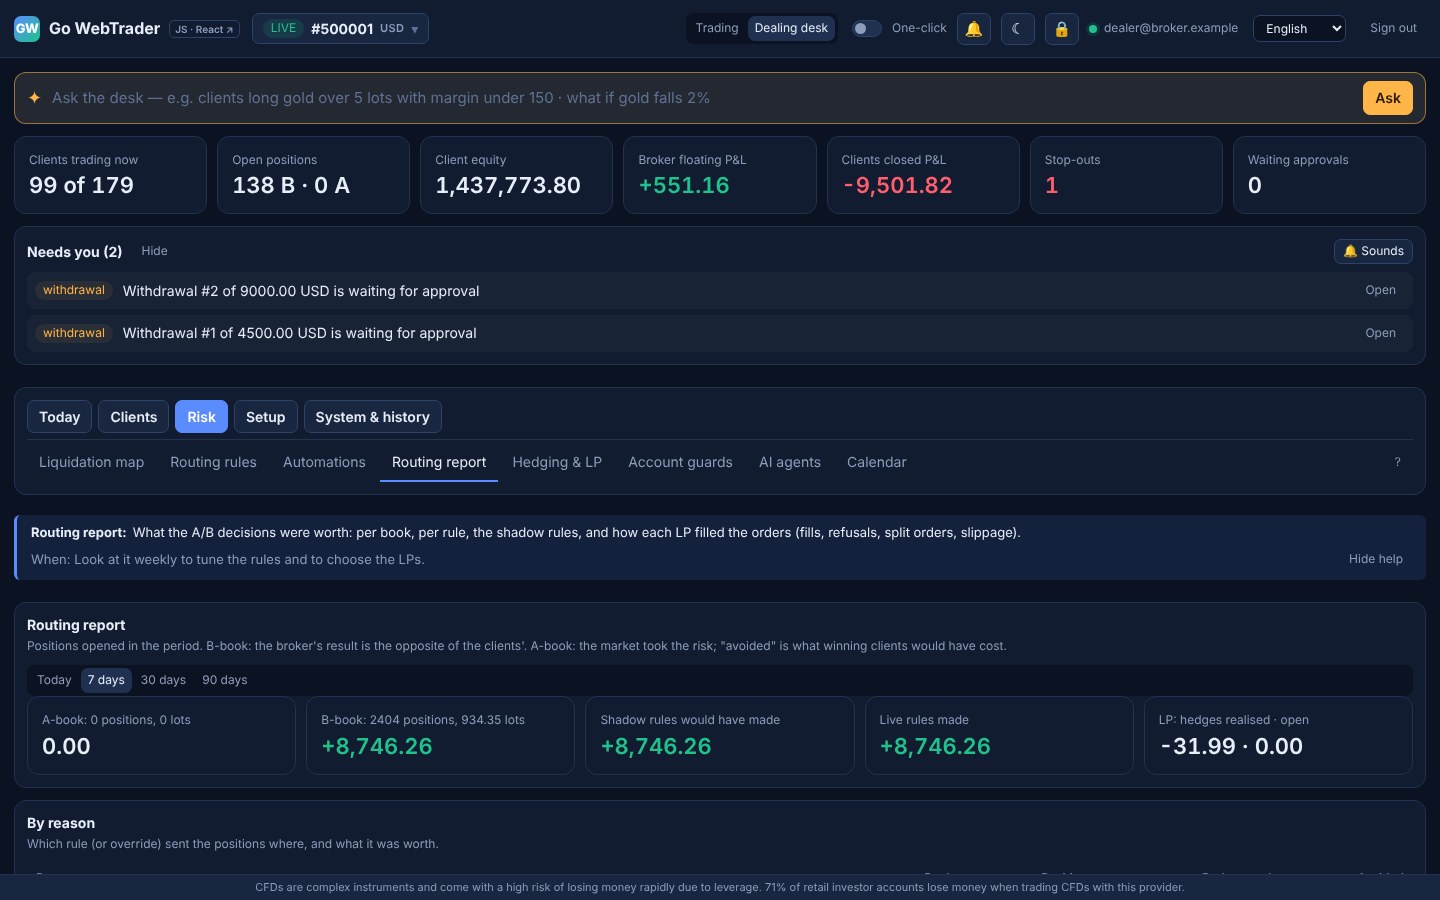 GW Go WebTrader JS · React ↗ LIVE #500001 USD ▾ Trading Dealing desk One-click dealer@broker.example English Sign out
✦ Ask the desk — e.g. clients long gold over 5 lots with margin under 150 · what if gold falls 2% Ask
Clients trading now
99 of 179
Open positions
138 B · 0 A
Client equity
1,437,773.80
Broker floating P&L
+551.16
Clients closed P&L
-9,501.82
Stop-outs
1
Waiting approvals
0
Needs you (2) Hide 🔔 Sounds
withdrawal Withdrawal #2 of 9000.00 USD is waiting for approval Open
withdrawal Withdrawal #1 of 4500.00 USD is waiting for approval Open
Today Clients Risk Setup System & history
Liquidation map Routing rules Automations Routing report Hedging & LP Account guards AI agents Calendar ?
Routing report: What the A/B decisions were worth: per book, per rule, the shadow rules, and how each LP filled the orders (fills, refusals, split orders, slippage).
When: Look at it weekly to tune the rules and to choose the LPs. Hide help
Routing report
Positions opened in the period. B-book: the broker's result is the opposite of the clients'. A-book: the market took the risk; "avoided" is what winning clients would have cost.
Today 7 days 30 days 90 days
A-book: 0 positions, 0 lots
0.00
B-book: 2404 positions, 934.35 lots
+8,746.26
Shadow rules would have made
+8,746.26
Live rules made
+8,746.26
LP: hedges realised · open
-31.99 · 0.00
By reason
Which rule (or override) sent the positions where, and what it was worth.
CFDs are complex instruments and come with a high risk of losing money rapidly due to leverage. 71% of retail investor accounts lose money when trading CFDs with this provider.